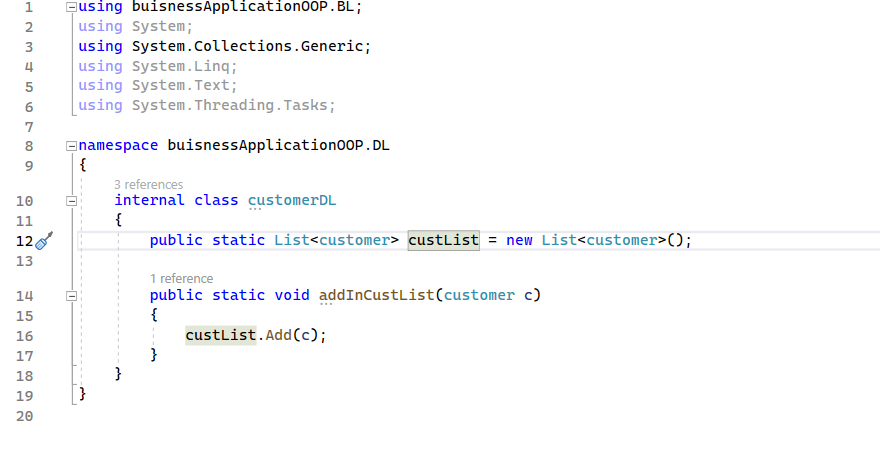 1 using buisnessApplicationOOP.BL;
2 using System;
3 using System.Collections.Generic;
4 using System.Linq;
5 using System.Text;
6 using System.Threading.Tasks;
7
8 namespace buisnessApplicationOOP.DL
9 {
3 references
10 internal class customerDL
11 {
12 public static List<customer> custList = new List<customer>();
13
1 reference
14 public static void addInCustList(customer c)
15 {
16 custList.Add(c);
17 }
18 }
19 }
20